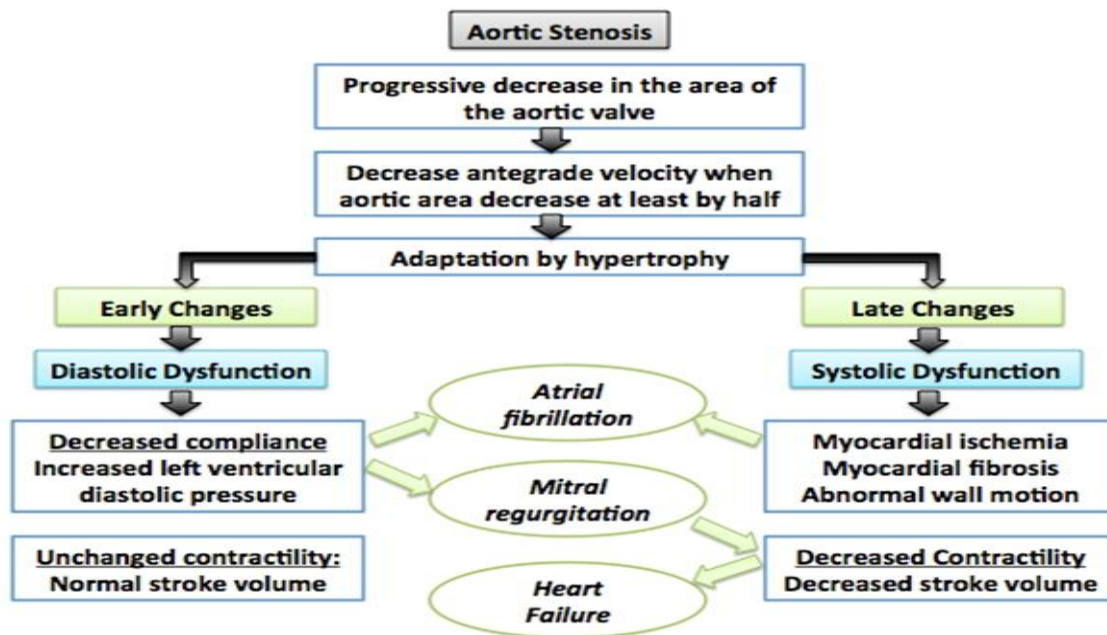 Aortic Stenosis
Progressive decrease in the area of
the aortic valve
Decrease antegrade velocity when
aortic area decrease at least by half
Adaptation by hypertrophy
Early Changes
Late Changes
Diastolic Dysfunction
Systolic Dysfunction
Atrial
fibrillation
Decreased compliance
Increased left ventricular
diastolic pressure
Myocardial ischemia
Myocardial fibrosis
Abnormal wall motion
Mitral
regurgitation
Unchanged contractility:
Normal stroke volume
Decreased Contractility
Decreased stroke volume
Heart
Failure